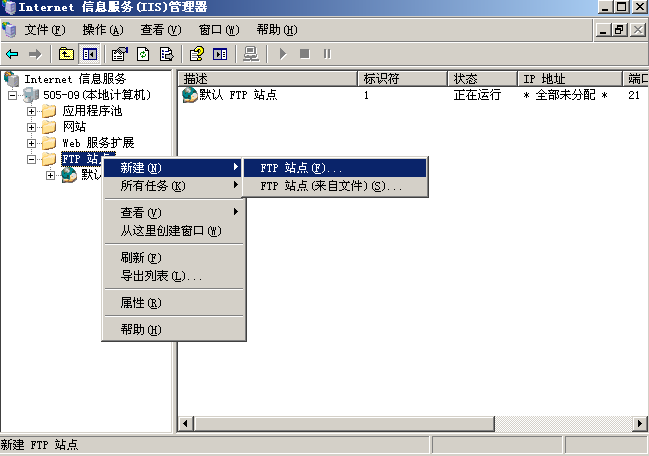 Internet 信息服务(IIS)管理器
文件(F) 操作(A) 查看(V) 窗口(W) 帮助(H)
Internet 信息服务
505-09(本地计算机)
应用程序池
网站
Web 服务扩展
FTP 站点
默认
描述 标识符 状态 IP 地址 端口
默认 FTP 站点 1 正在运行 * 全部未分配 * 21
新建(N)
所有任务(K)
查看(V)
从这里创建窗口(W)
刷新(F)
导出列表(L)...
属性(R)
帮助(H)
FTP 站点(F)...
FTP 站点(来自文件)(S)...
新建 FTP 站点